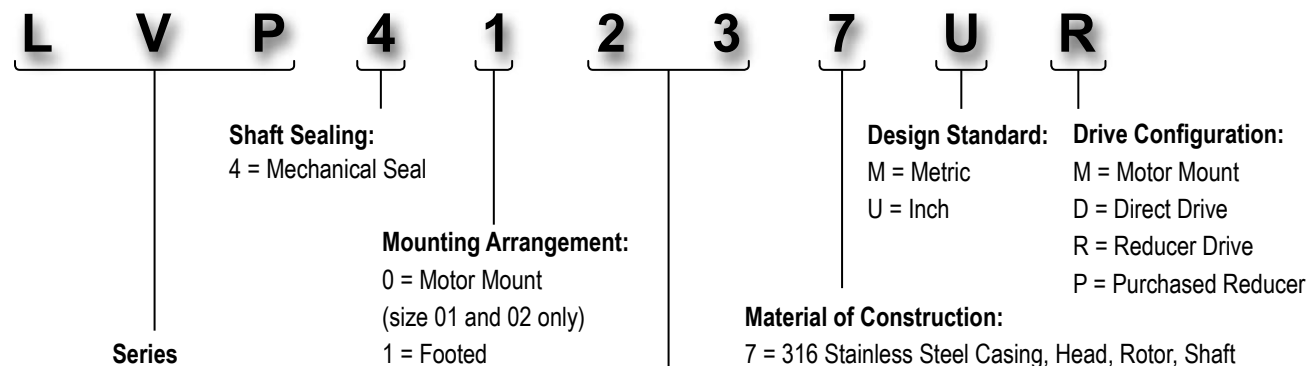 L V P 4 1 2 3 7 U R
Shaft Sealing:
4 = Mechanical Seal
Design Standard:
M = Metric
U = Inch
Drive Configuration:
M = Motor Mount
D = Direct Drive
R = Reducer Drive
P = Purchased Reducer
Mounting Arrangement:
0 = Motor Mount
(size 01 and 02 only)
1 = Footed
Material of Construction:
7 = 316 Stainless Steel Casing, Head, Rotor, Shaft
Series